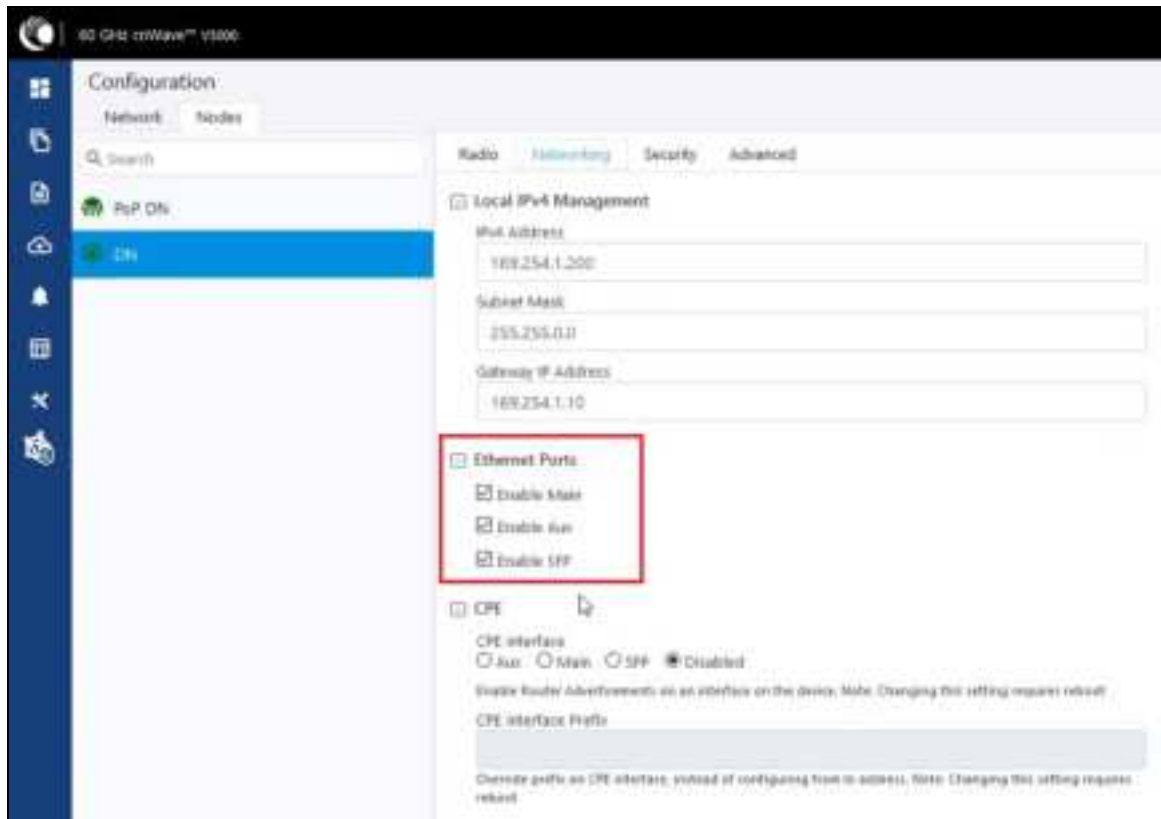 60 GHz cnWave™ V5000
Configuration
Network Nodes
Search
PoP DN
DN
Radio Networking Security Advanced
Local IPv4 Management
IPv4 Address
169.254.1.200
Subnet Mask
255.255.0.0
Gateway IP Address
169.254.1.10
Ethernet Ports
Enable Main
Enable Aux
Enable SFP
CPE
CPE interface
Aux Main SFP Disabled
Enable Router Advertisements on an interface on the device. Note: Changing this setting requires reboot
CPE interface Prefix
Override prefix on CPE interface, instead of configuring from to address. Note: Changing this setting requires
reboot